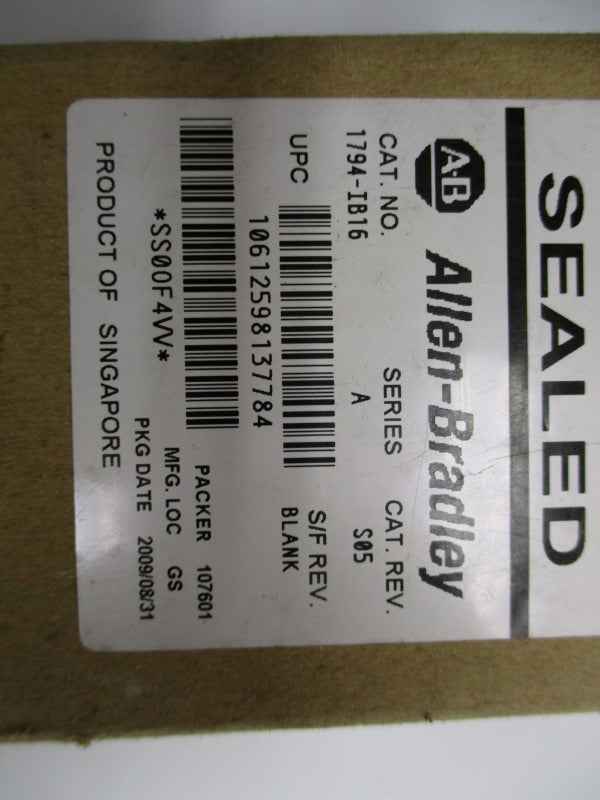 SEALED
A-B Allen-Bradley
CAT. NO. SERIES CAT. REV.
1794-IB16 A S05
UPC S/F REV.
BLANK
10612598137784
PACKER 107601
*SS00F4VV* MFG. LOC GS
PKG DATE 2009/08/31
PRODUCT OF SINGAPORE